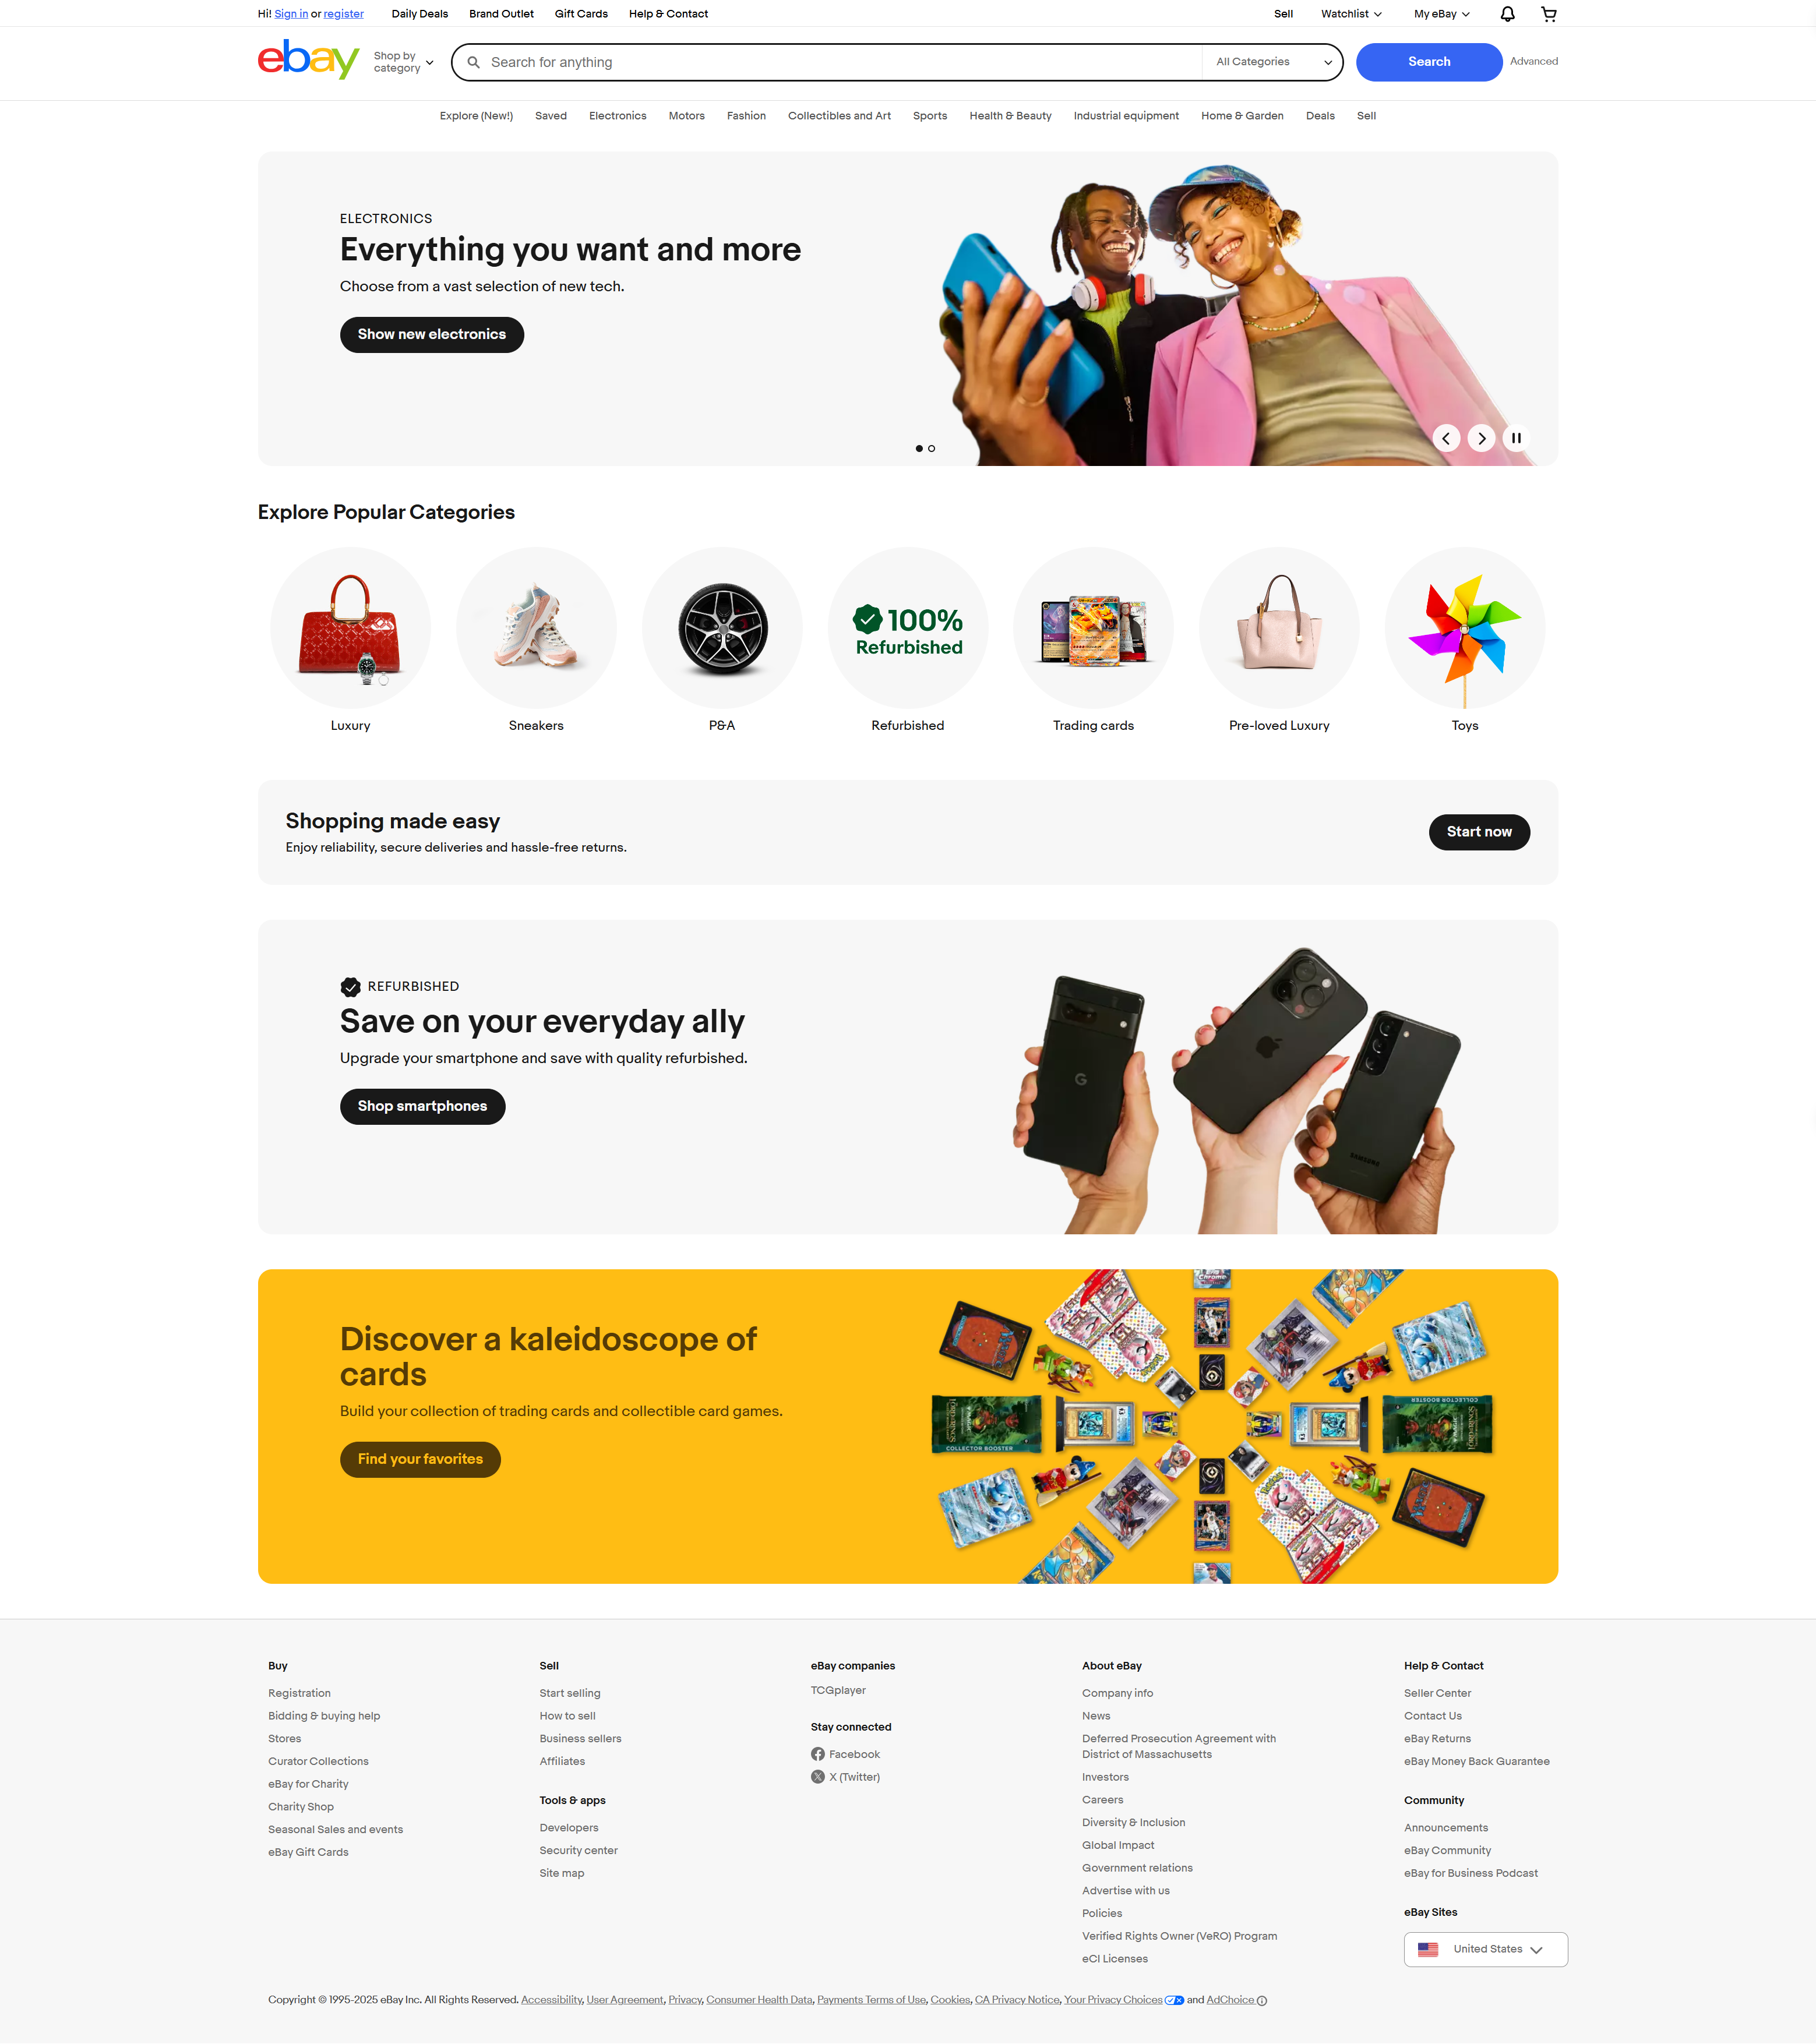 Hi! Sign in or register
Daily Deals
Brand Outlet
Gift Cards
Help & Contact
Sell
Watchlist
My eBay
ebay
Shop by
category
Search for anything
All Categories
Search
Advanced
Explore (New!)
Saved
Electronics
Motors
Fashion
Collectibles and Art
Sports
Health & Beauty
Industrial equipment
Home & Garden
Deals
Sell
ELECTRONICS
Everything you want and more
Choose from a vast selection of new tech.
Show new electronics
Explore Popular Categories
100%
Refurbished
Luxury
Sneakers
P&A
Refurbished
Trading cards
Pre-loved Luxury
Toys
Shopping made easy
Enjoy reliability, secure deliveries and hassle-free returns.
Start now
REFURBISHED
Save on your everyday ally
Upgrade your smartphone and save with quality refurbished.
Shop smartphones
G
SAMSUNG
Discover a kaleidoscope of
cards
Build your collection of trading cards and collectible card games.
Find your favorites
COLLECTOR BOOSTER
COLLECTOR BOOSTER
Buy
Registration
Bidding & buying help
Stores
Curator Collections
eBay for Charity
Charity Shop
Seasonal Sales and events
eBay Gift Cards
Sell
Start selling
How to sell
Business sellers
Affiliates
Tools & apps
Developers
Security center
Site map
eBay companies
TCGplayer
Stay connected
Facebook
X (Twitter)
About eBay
Company info
News
Deferred Prosecution Agreement with
District of Massachusetts
Investors
Careers
Diversity & Inclusion
Global Impact
Government relations
Advertise with us
Policies
Verified Rights Owner (VeRO) Program
eCI Licenses
Help & Contact
Seller Center
Contact Us
eBay Returns
eBay Money Back Guarantee
Community
Announcements
eBay Community
eBay for Business Podcast
eBay Sites
United States
Copyright © 1995-2025 eBay Inc. All Rights Reserved. Accessibility, User Agreement, Privacy, Consumer Health Data, Payments Terms of Use, Cookies, CA Privacy Notice, Your Privacy Choices and AdChoice